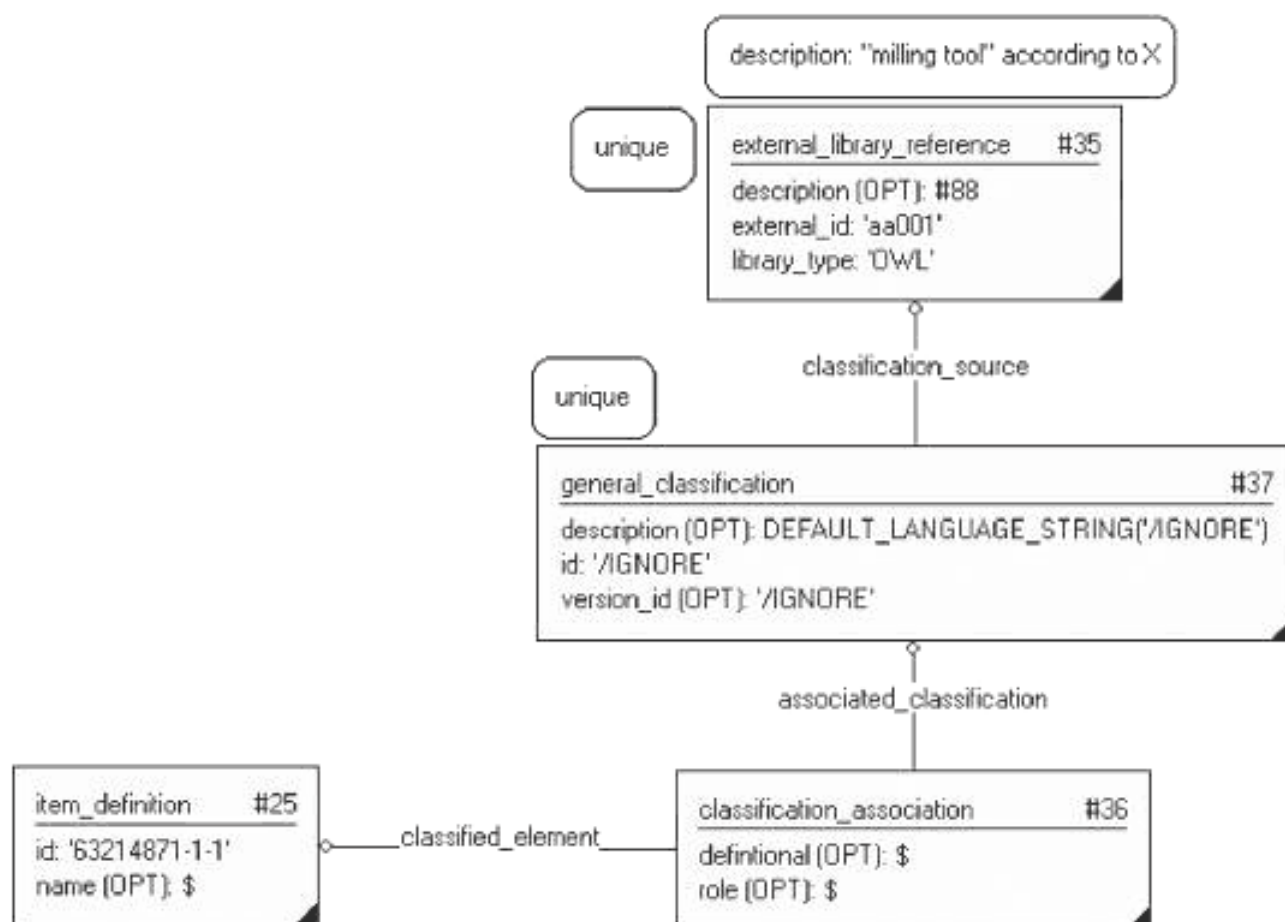 description: "milling tool" according to X
unique
external_library_reference #35
description (OPT): #88
external_id: 'aa001'
library_type: 'OWL'
classification_source
unique
general_classification #37
description (OPT): DEFAULT_LANGUAGE_STRING('/IGNORE')
id: '/IGNORE'
version_id (OPT): '/IGNORE'
associated_classification
item_definition #25
id: '63214871-1-1'
name (OPT): $
classified_element
classification_association #36
defintional (OPT): $
role (OPT): $